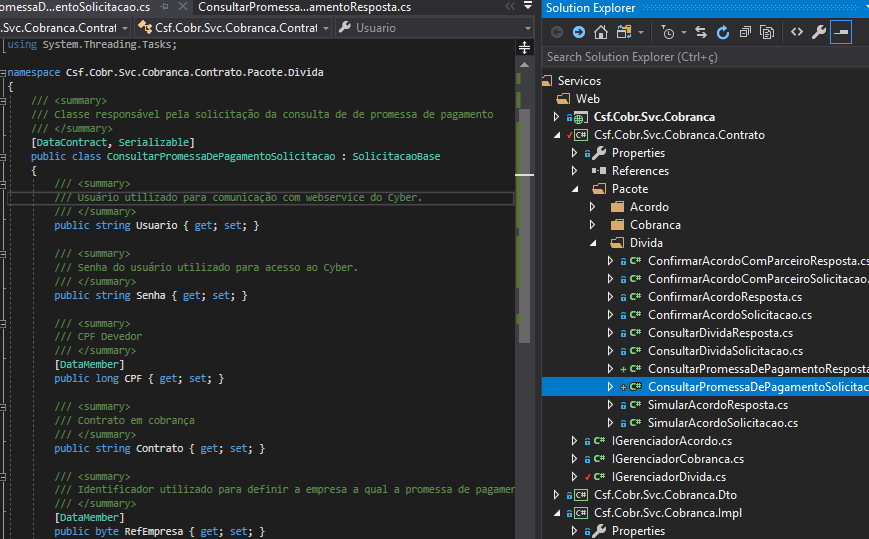 omessaD...entoSolicitacao.cs
ConsultarPromessa...amentoResposta.cs
.Svc.Cobranca.Contrat
Csf.Cobr.Svc.Cobranca.Contrat
Usuario
using System.Threading.Tasks;
namespace Csf.Cobr.Svc.Cobranca.Contrato.Pacote.Divida
{
/// <summary>
/// Classe responsável pela solicitação da consulta de de promessa de pagamento
/// </summary>
[DataContract, Serializable]
public class ConsultarPromessaDePagamentoSolicitacao : SolicitacaoBase
{
/// <summary>
/// Usuário utilizado para comunicação com webservice do Cyber.
/// </summary>
public string Usuario { get; set; }
/// <summary>
/// Senha do usuário utilizado para acesso ao Cyber.
/// </summary>
public string Senha { get; set; }
/// <summary>
/// CPF Devedor
/// </summary>
[DataMember]
public long CPF { get; set; }
/// <summary>
/// Contrato em cobrança
/// </summary>
public string Contrato { get; set; }
/// <summary>
/// Identificador utilizado para definir a empresa a qual a promessa de pagamen
/// </summary>
[DataMember]
public byte RefEmpresa { get; set; }
Solution Explorer
Search Solution Explorer (Ctrl+ç)
Servicos
Web
Csf.Cobr.Svc.Cobranca
Csf.Cobr.Svc.Cobranca.Contrato
Properties
References
Pacote
Acordo
Cobranca
Divida
C# ConfirmarAcordoComParceiroResposta.cs
C# ConfirmarAcordoComParceiroSolicitacao.
C# ConfirmarAcordoResposta.cs
C# ConfirmarAcordoSolicitacao.cs
C# ConsultarDividaResposta.cs
C# ConsultarDividaSolicitacao.cs
C# ConsultarPromessaDePagamentoResposta
C# ConsultarPromessaDePagamentoSolicitac
C# SimularAcordoResposta.cs
C# SimularAcordoSolicitacao.cs
C# IGerenciadorAcordo.cs
C# IGerenciadorCobranca.cs
C# IGerenciadorDivida.cs
C# Csf.Cobr.Svc.Cobranca.Dto
C# Csf.Cobr.Svc.Cobranca.Impl
Properties